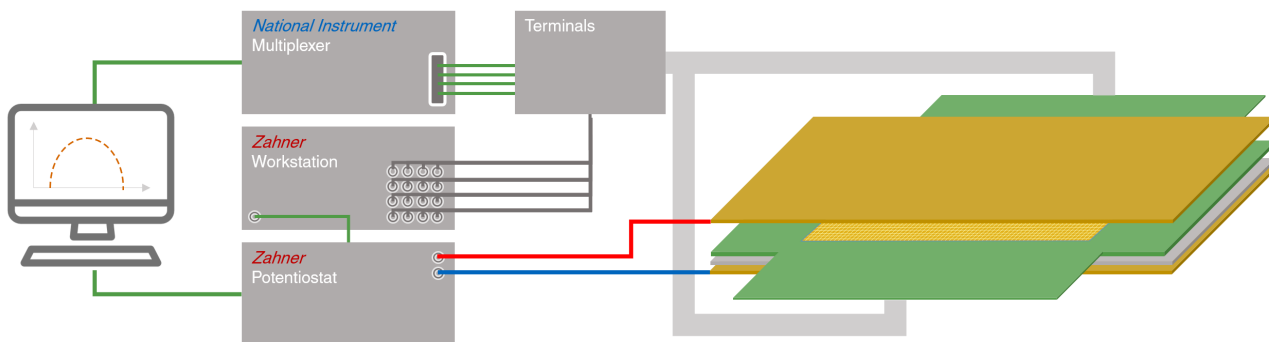 National Instrument
Multiplexer
Terminals
Zahner
Workstation
Zahner
Potentiostat